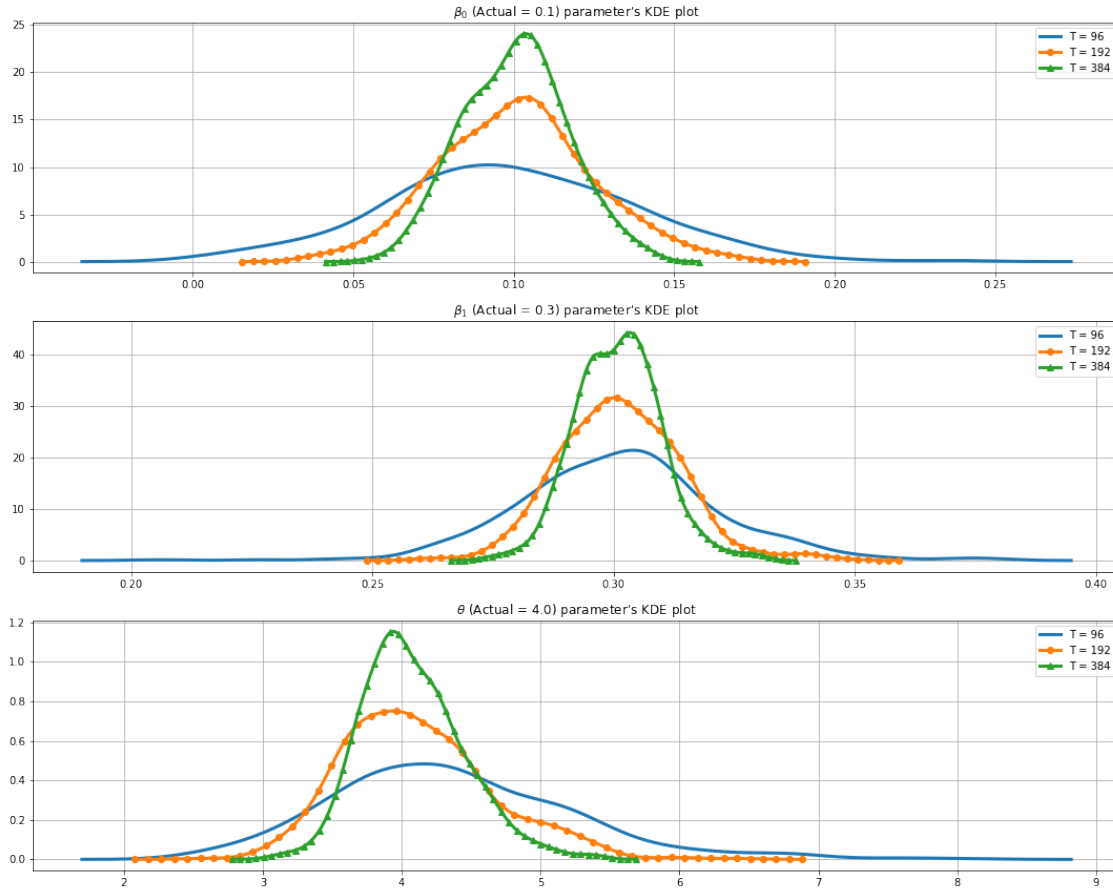 β₀ (Actual = 0.1) parameter's KDE plot
25
20
15
10
5
0
T = 96
T = 192
T = 384
0.00 0.05 0.10 0.15 0.20 0.25
β₁ (Actual = 0.3) parameter's KDE plot
40
30
20
10
0
T = 96
T = 192
T = 384
0.20 0.25 0.30 0.35 0.40
θ (Actual = 4.0) parameter's KDE plot
1.2
1.0
0.8
0.6
0.4
0.2
0.0
T = 96
T = 192
T = 384
2 3 4 5 6 7 8 9